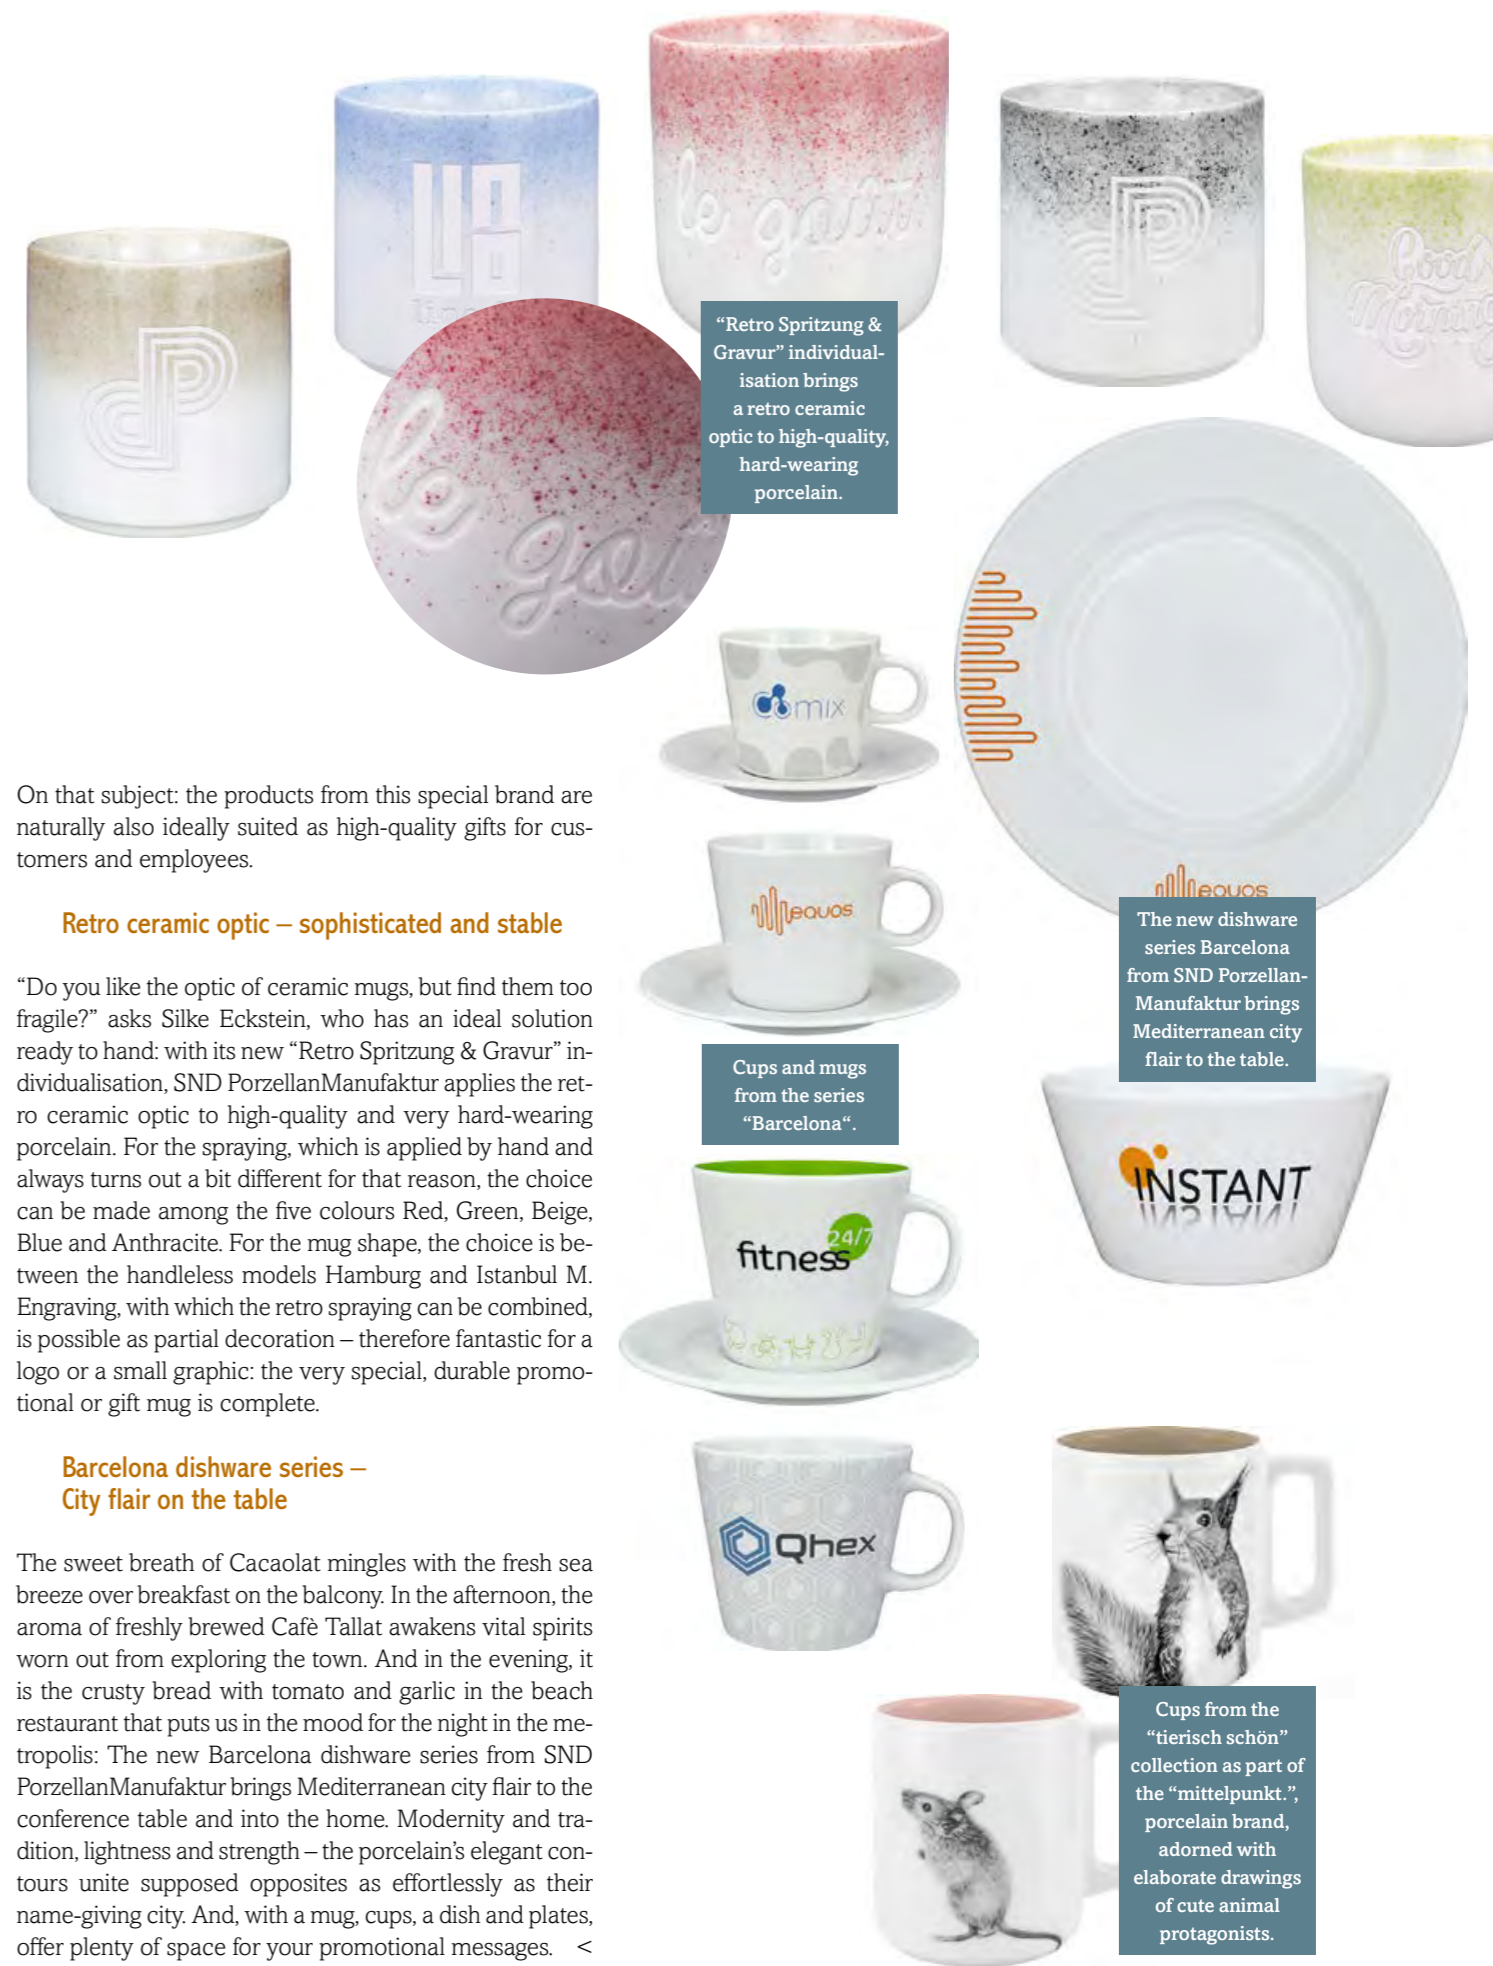 UNO
le goût
Good
Morning
le goû
"Retro Spritzung &
Gravur" individual-
isation brings
a retro ceramic
optic to high-quality,
hard-wearing
porcelain.
mix
equos
equos
The new dishware
series Barcelona
from SND Porzellan-
Manufaktur brings
Mediterranean city
flair to the table.
Cups and mugs
from the series
"Barcelona“.
INSTANT
24/7
fitness
Qhex
Cups from the
"tierisch schön"
collection as part of
the "mittelpunkt.",
porcelain brand,
adorned with
elaborate drawings
of cute animal
protagonists.
On that subject: the products from this special brand are
naturally also ideally suited as high-quality gifts for cus-
tomers and employees.
Retro ceramic optic – sophisticated and stable
"Do you like the optic of ceramic mugs, but find them too
fragile?" asks Silke Eckstein, who has an ideal solution
ready to hand: with its new "Retro Spritzung & Gravur" in-
dividualisation, SND PorzellanManufaktur applies the ret-
ro ceramic optic to high-quality and very hard-wearing
porcelain. For the spraying, which is applied by hand and
always turns out a bit different for that reason, the choice
can be made among the five colours Red, Green, Beige,
Blue and Anthracite. For the mug shape, the choice is be-
tween the handleless models Hamburg and Istanbul M.
Engraving, with which the retro spraying can be combined,
is possible as partial decoration – therefore fantastic for a
logo or a small graphic: the very special, durable promo-
tional or gift mug is complete.
Barcelona dishware series –
City flair on the table
The sweet breath of Cacaolat mingles with the fresh sea
breeze over breakfast on the balcony. In the afternoon, the
aroma of freshly brewed Cafè Tallat awakens vital spirits
worn out from exploring the town. And in the evening, it
is the crusty bread with tomato and garlic in the beach
restaurant that puts us in the mood for the night in the me-
tropolis: The new Barcelona dishware series from SND
PorzellanManufaktur brings Mediterranean city flair to the
conference table and into the home. Modernity and tra-
dition, lightness and strength – the porcelain's elegant con-
tours unite supposed opposites as effortlessly as their
name-giving city. And, with a mug, cups, a dish and plates,
offer plenty of space for your promotional messages. <